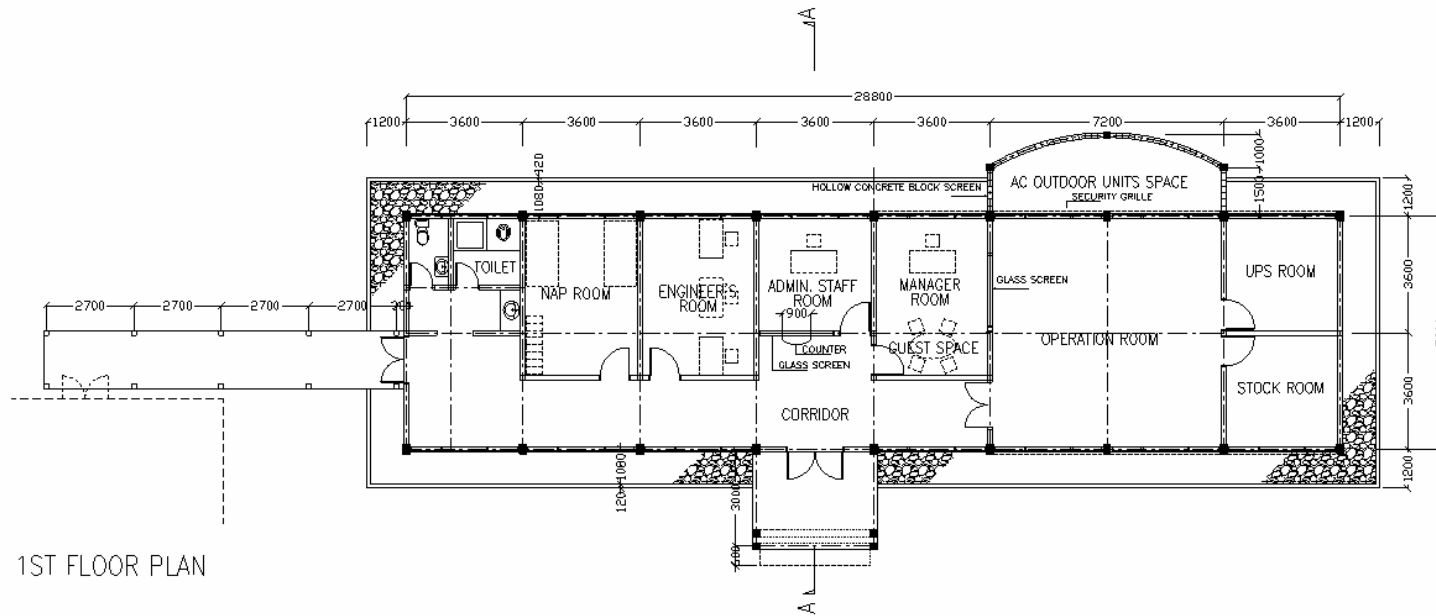 A
28800
1200 3600 3600 3600 3600 3600 7200 3600 1200
1080 120
HOLLOW CONCRETE BLOCK SCREEN
AC OUTDOOR UNITS SPACE
SECURITY GRILLE
1000
1500
1200
TOILET
NAP ROOM
ENGINEER'S
ROOM
ADMIN. STAFF
ROOM
900
MANAGER
ROOM
GLASS SCREEN
UPS ROOM
3600
2700 2700 2700 2700
COUNTER
GLASS SCREEN
GUEST SPACE
OPERATION ROOM
STOCK ROOM
3600
CORRIDOR
120 1080
3000
600
1200
1ST FLOOR PLAN
A